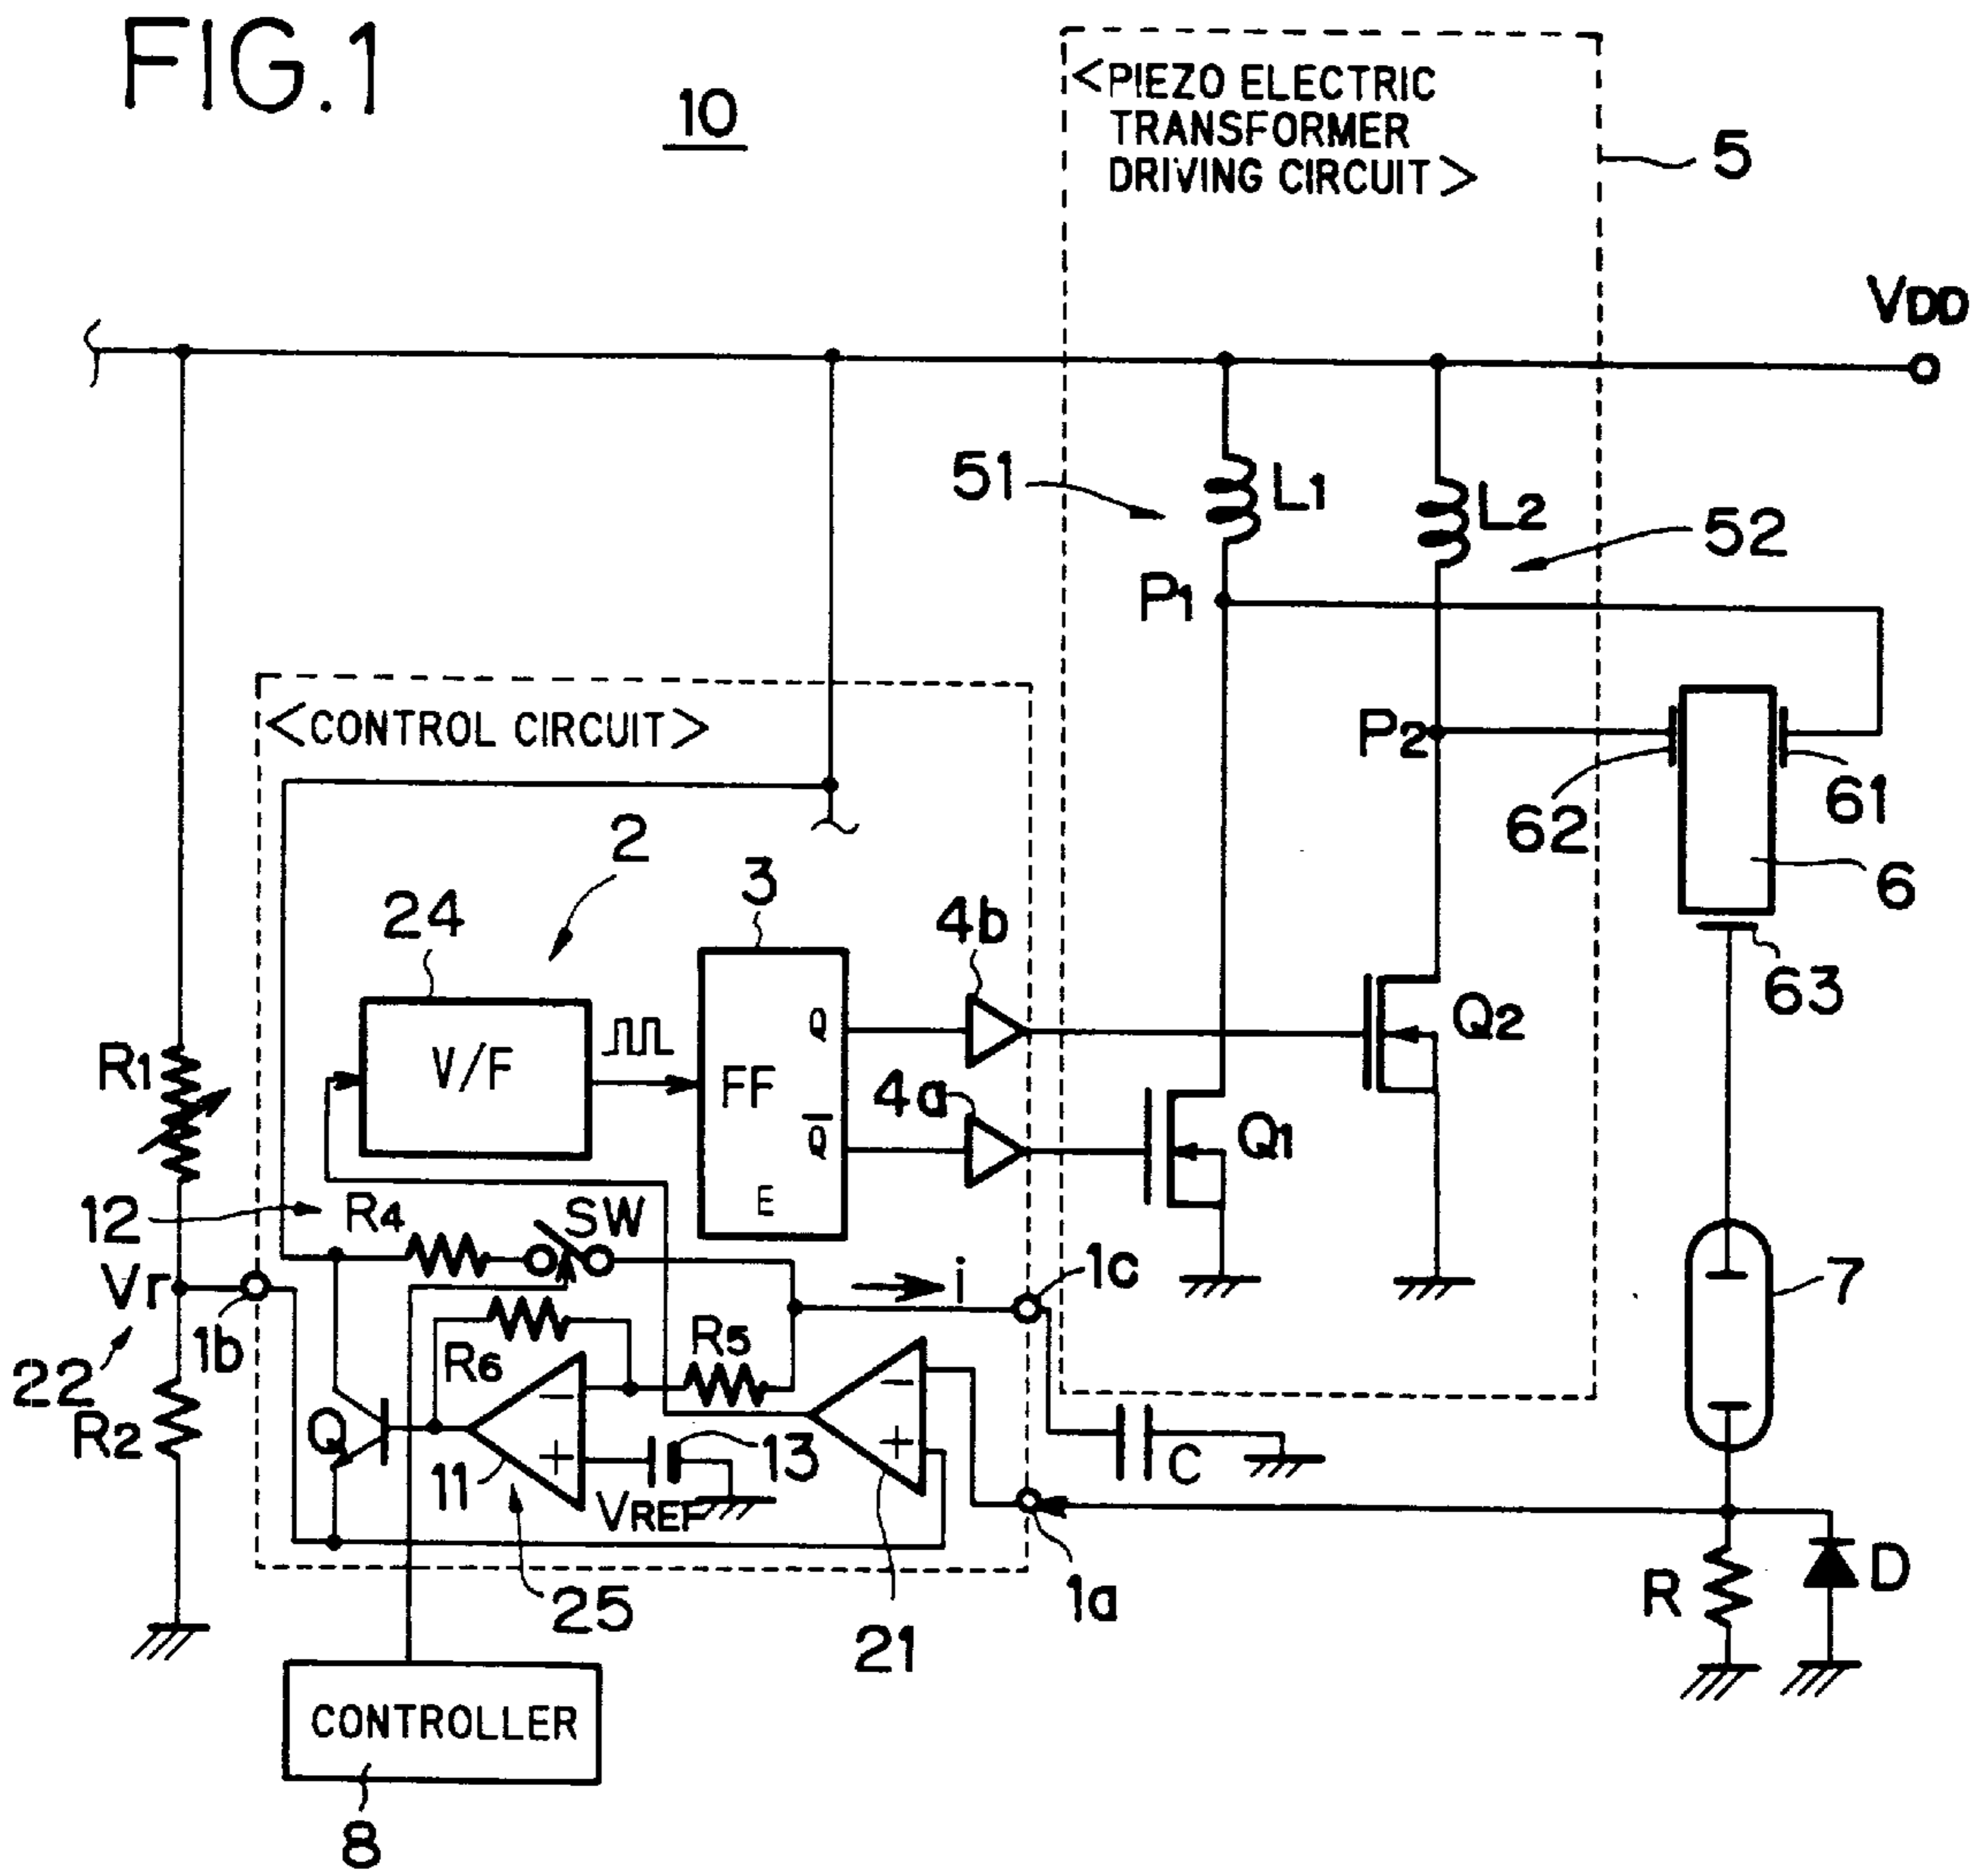 FIG.1
10
<PIEZO ELECTRIC
TRANSFORMER
DRIVING CIRCUIT>
5
VDD
51
L1
L2
52
P1
<CONTROL CIRCUIT>
P2
62
61
6
63
2
24
3
4b
V/F
FF
Q
Q̅
E
4a
Q2
Q1
R1
12
R4
SW
i
1c
7
Vr
1b
22
R2
R6
R5
Q
11
13
VREF
C
25
21
1a
R
D
CONTROLLER
8